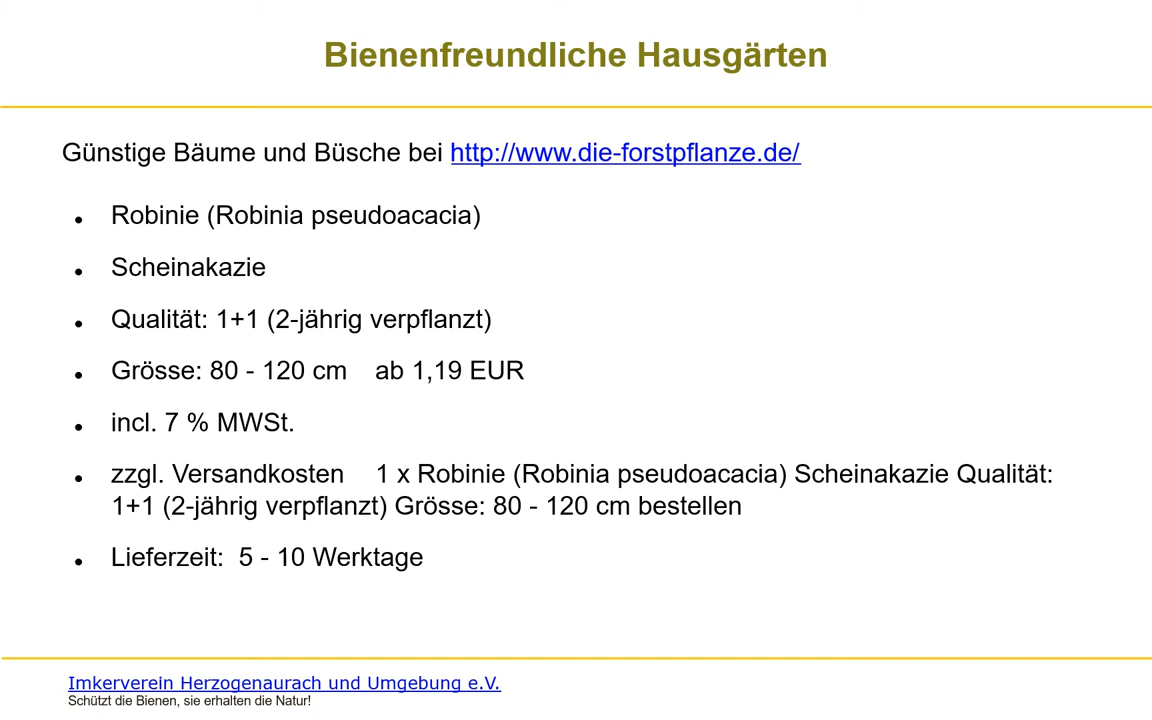 Bienenfreundliche Hausgärten
Günstige Bäume und Büsche bei http://www.die-forstpflanze.de/
• Robinie (Robinia pseudoacacia)
• Scheinakazie
• Qualität: 1+1 (2-jährig verpflanzt)
• Grösse: 80 - 120 cm    ab 1,19 EUR
• incl. 7 % MWSt.
• zzgl. Versandkosten    1 x Robinie (Robinia pseudoacacia) Scheinakazie Qualität:
1+1 (2-jährig verpflanzt) Grösse: 80 - 120 cm bestellen
• Lieferzeit:  5 - 10 Werktage
Imkerverein Herzogenaurach und Umgebung e.V.
Schützt die Bienen, sie erhalten die Natur!